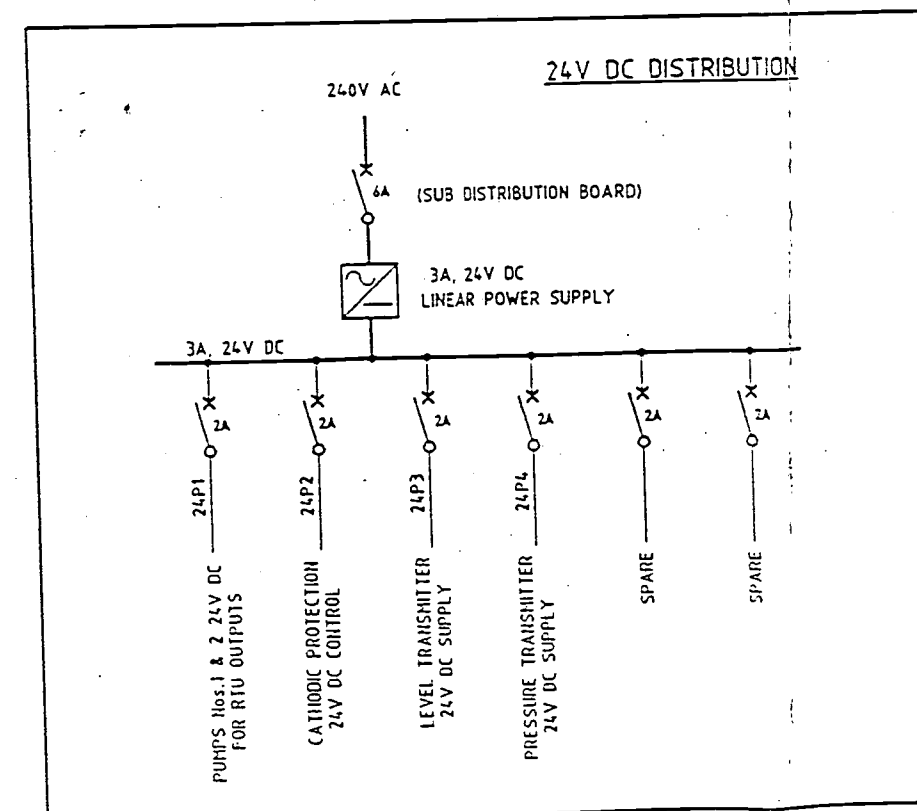 24V DC DISTRIBUTION
240V AC
6A
(SUB DISTRIBUTION BOARD)
3A, 24V DC
LINEAR POWER SUPPLY
3A, 24V DC
2A
2A
2A
2A
2A
2A
24P1
24P2
24P3
24P4
PUMPS Nos.1 & 2 24V DC
FOR RTU OUTPUTS
CATHODIC PROTECTION
24V DC CONTROL
LEVEL TRANSMITTER
24V DC SUPPLY
PRESSURE TRANSMITTER
24V DC SUPPLY
SPARE
SPARE